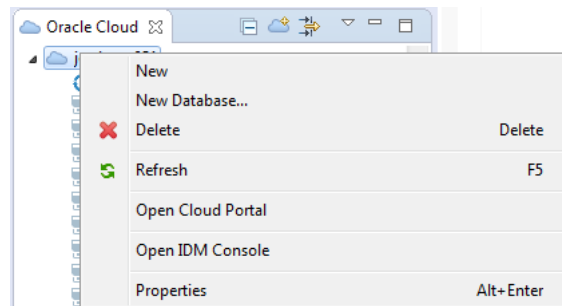 Oracle Cloud
New
New Database...
Delete Delete
Refresh F5
Open Cloud Portal
Open IDM Console
Properties Alt+Enter